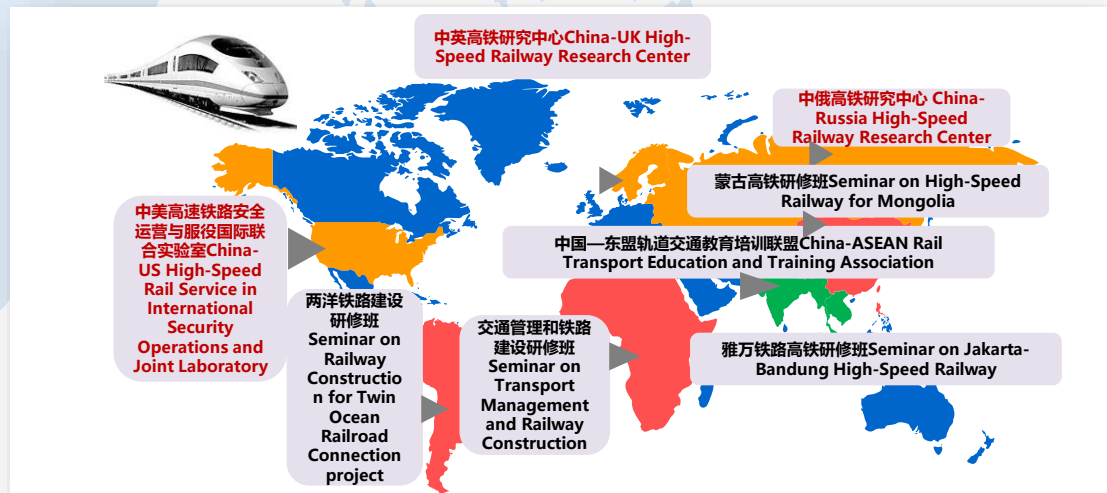 中英高铁研究中心China-UK High-
Speed Railway Research Center
中俄高铁研究中心 China-
Russia High-Speed
Railway Research Center
蒙古高铁研修班Seminar on High-Speed
Railway for Mongolia
中美高速铁路安全
运营与服役国际联
合实验室China-
US High-Speed
Rail Service in
International
Security
Operations and
Joint Laboratory
中国—东盟轨道交通教育培训联盟China-ASEAN Rail
Transport Education and Training Association
两洋铁路建设
研修班
Seminar on
Railway
Constructio
n for Twin
Ocean
Railroad
Connection
project
交通管理和铁路
建设研修班
Seminar on
Transport
Management
and Railway
Construction
雅万铁路高铁研修班Seminar on Jakarta-
Bandung High-Speed Railway